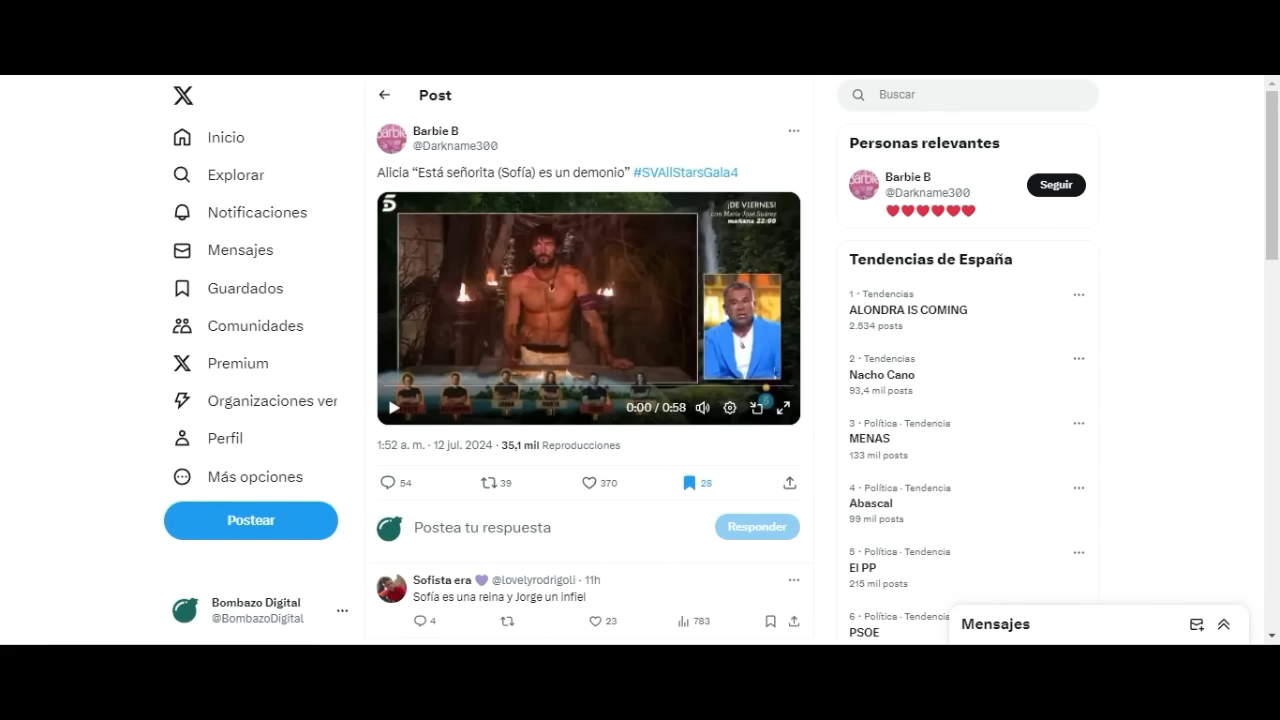 Inicio
Explorar
Notificaciones
Mensajes
Guardados
Comunidades
Premium
Organizaciones ver
Perfil
Más opciones
Postear
Bombazo Digital
@BombazoDigital
Post
Barbie B
@Darkname300
Alicia “Está señorita (Sofía) es un demonio” #SVAllStarsGala4
5
¡DE VIERNES!
con María José Suárez
mañana 22:00
0:00 / 0:58
1:52 a. m. · 12 jul. 2024 · 35,1 mil Reproducciones
54
39
370
28
Postea tu respuesta
Responder
Sofista era 💜 @lovelyrodrigoli · 11h
Sofía es una reina y Jorge un infiel
4
23
783
Buscar
Personas relevantes
Barbie B
@Darkname300
Seguir
Tendencias de España
1 · Tendencias
ALONDRA IS COMING
2.534 posts
2 · Tendencias
Nacho Cano
93,4 mil posts
3 · Política · Tendencia
MENAS
133 mil posts
4 · Política · Tendencia
Abascal
99 mil posts
5 · Política · Tendencia
El PP
215 mil posts
6 · Política · Tendencia
PSOE
Mensajes